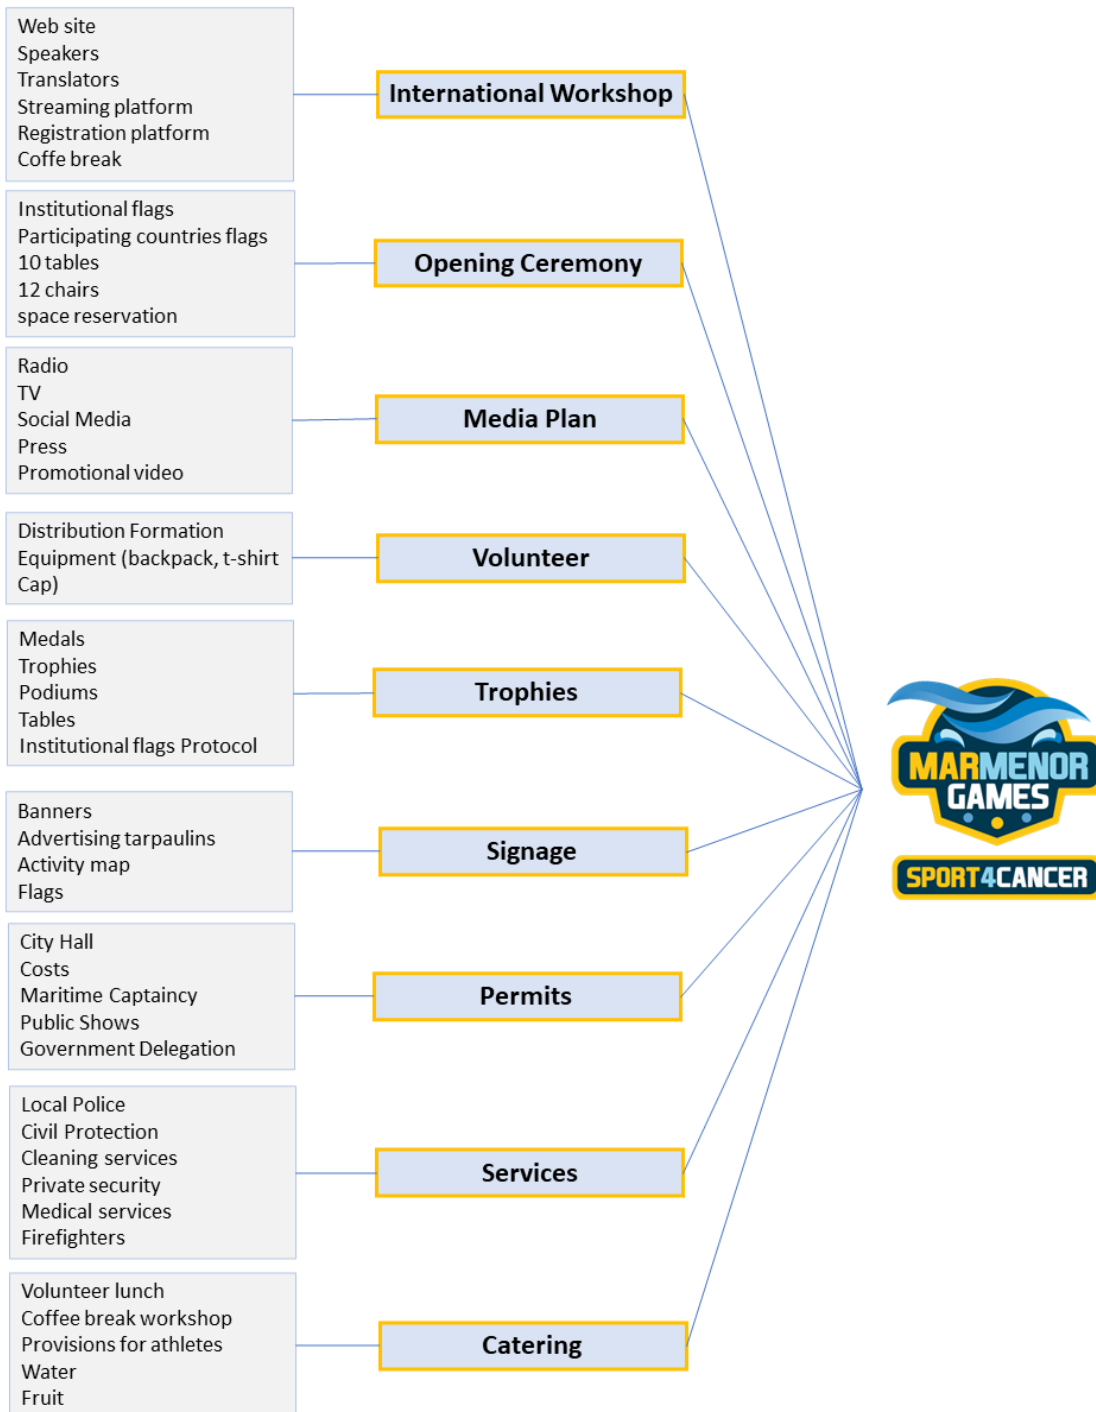 Web site
Speakers
Translators
Streaming platform
Registration platform
Coffe break
International Workshop
Institutional flags
Participating countries flags
10 tables
12 chairs
space reservation
Opening Ceremony
Radio
TV
Social Media
Press
Promotional video
Media Plan
Distribution Formation
Equipment (backpack, t-shirt
Cap)
Volunteer
Medals
Trophies
Podiums
Tables
Institutional flags Protocol
Trophies
Banners
Advertising tarpaulins
Activity map
Flags
Signage
City Hall
Costs
Maritime Captaincy
Public Shows
Government Delegation
Permits
Local Police
Civil Protection
Cleaning services
Private security
Medical services
Firefighters
Services
Volunteer lunch
Coffee break workshop
Provisions for athletes
Water
Fruit
Catering
MARMENOR
GAMES
SPORT4CANCER